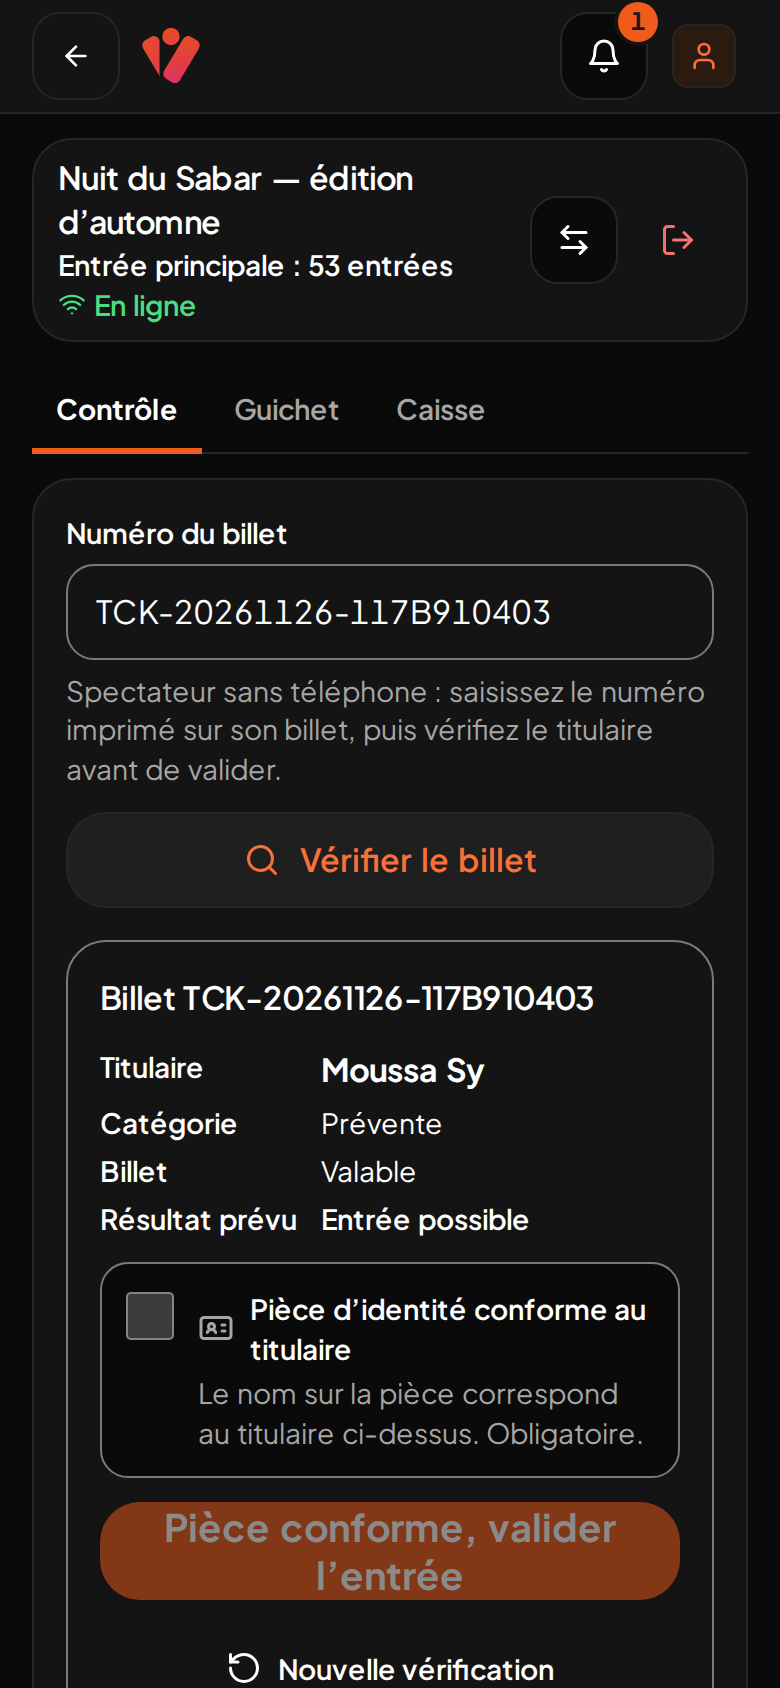 1
Nuit du Sabar — édition
d’automne
Entrée principale : 53 entrées
En ligne
Contrôle Guichet Caisse
Numéro du billet
TCK-20261126-117B910403
Spectateur sans téléphone : saisissez le numéro
imprimé sur son billet, puis vérifiez le titulaire
avant de valider.
Vérifier le billet
Billet TCK-20261126-117B910403
Titulaire Moussa Sy
Catégorie Prévente
Billet Valable
Résultat prévu Entrée possible
Pièce d’identité conforme au
titulaire
Le nom sur la pièce correspond
au titulaire ci-dessus. Obligatoire.
Pièce conforme, valider
l’entrée
Nouvelle vérification